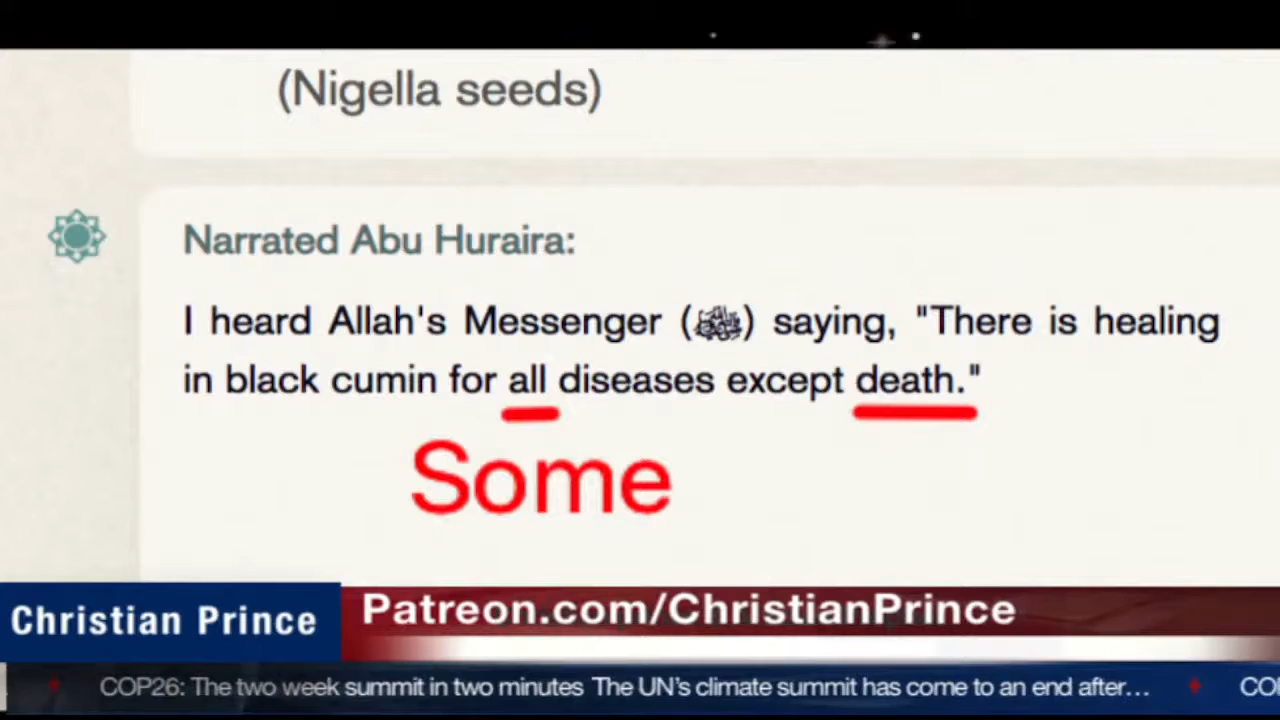 (Nigella seeds)
Narrated Abu Huraira:
I heard Allah's Messenger (ﷺ) saying, "There is healing
in black cumin for all diseases except death."
Some
Christian Prince
Patreon.com/ChristianPrince
COP26: The two week summit in two minutes The UN's climate summit has come to an end after...